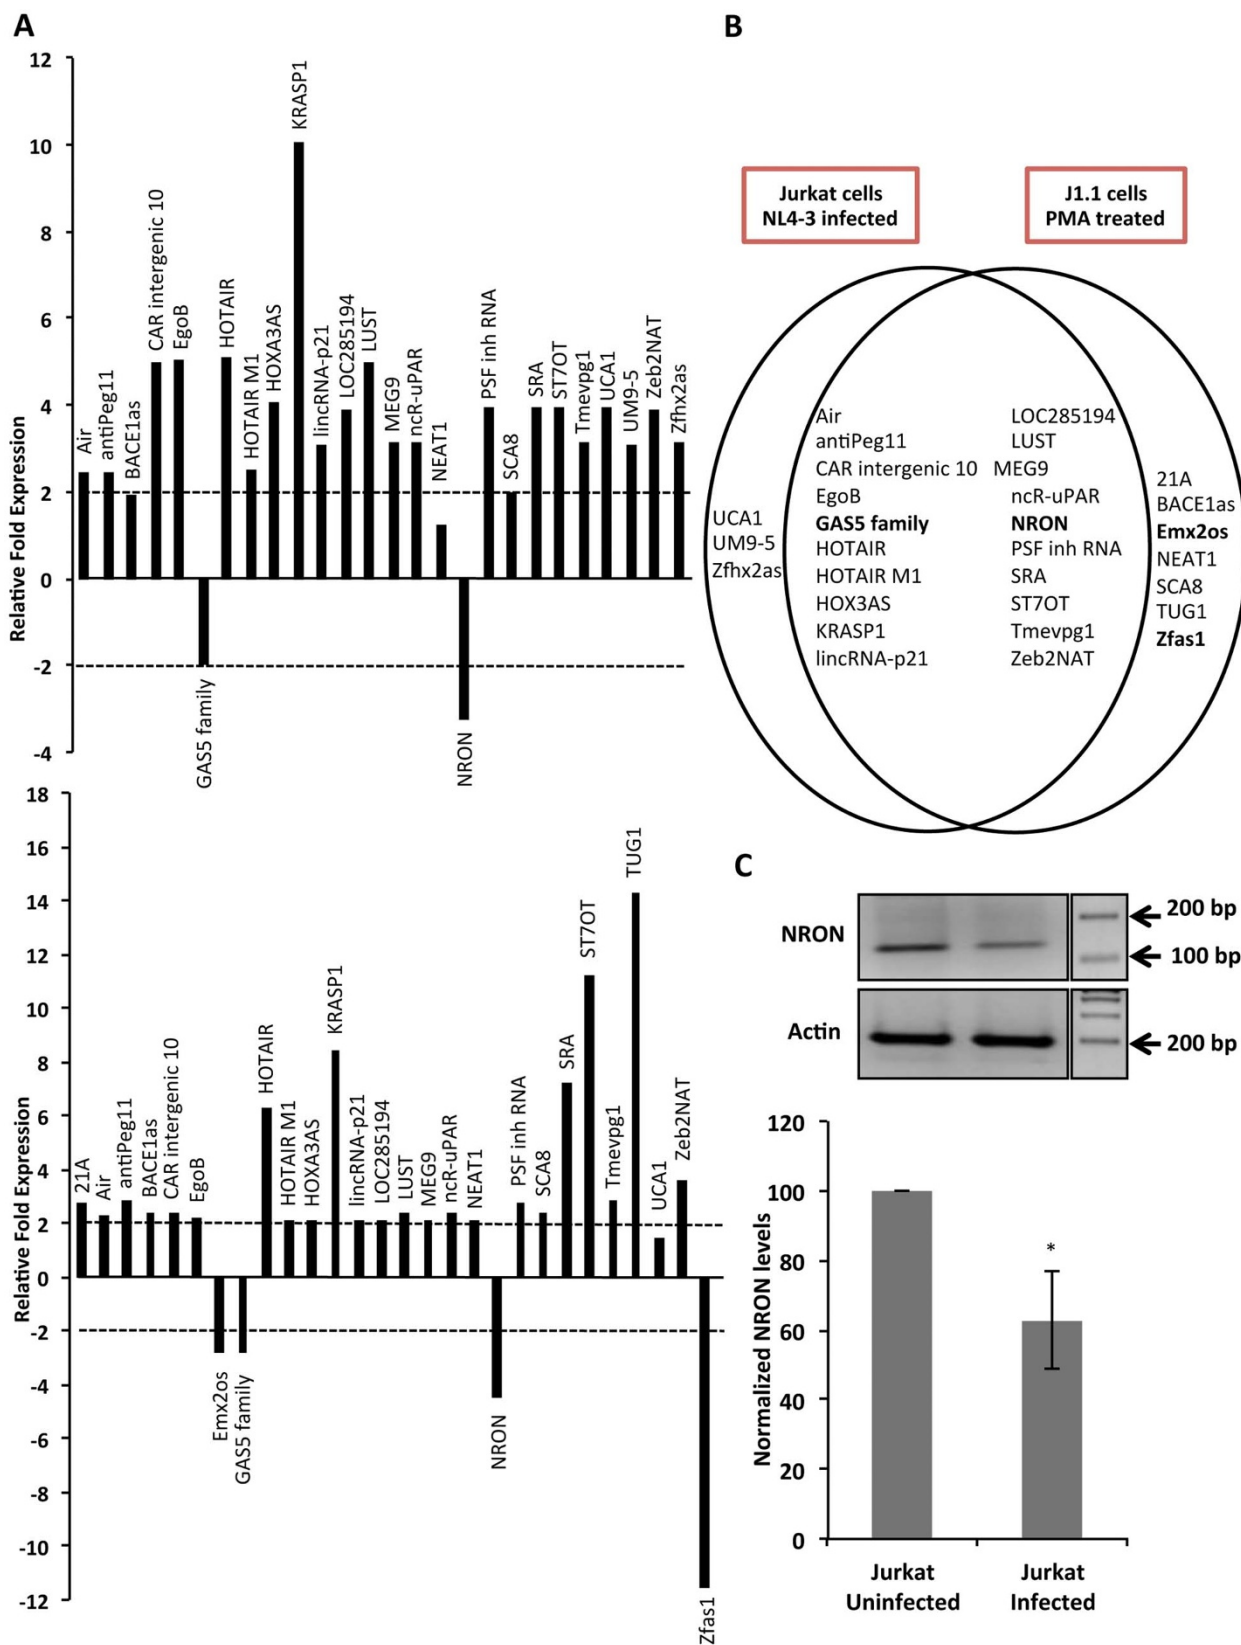 A
12
10
8
6
4
2
0
-2
-4
Relative Fold Expression
Air
antiPeg11
BACE1as
CAR intergenic 10
EgoB
GAS5 family
HOTAIR
HOTAIR M1
HOXA3AS
KRASP1
lincRNA-p21
LOC285194
LUST
MEG9
ncR-uPAR
NEAT1
NRON
PSF inh RNA
SCA8
SRA
ST7OT
Tmevpg1
UCA1
UM9-5
Zeb2NAT
Zfhx2as
18
16
14
12
10
8
6
4
2
0
-2
-4
-6
-8
-10
-12
Relative Fold Expression
21A
Air
antiPeg11
BACE1as
CAR intergenic 10
EgoB
Emx2os
GAS5 family
HOTAIR
HOTAIR M1
HOXA3AS
KRASP1
lincRNA-p21
LOC285194
LUST
MEG9
ncR-uPAR
NEAT1
NRON
PSF inh RNA
SCA8
SRA
ST7OT
Tmevpg1
TUG1
UCA1
Zeb2NAT
Zfas1
B
Jurkat cells
NL4-3 infected
J1.1 cells
PMA treated
UCA1
UM9-5
Zfhx2as
Air
antiPeg11
CAR intergenic 10
EgoB
GAS5 family
HOTAIR
HOTAIR M1
HOX3AS
KRASP1
lincRNA-p21
LOC285194
LUST
MEG9
ncR-uPAR
NRON
PSF inh RNA
SRA
ST7OT
Tmevpg1
Zeb2NAT
21A
BACE1as
Emx2os
NEAT1
SCA8
TUG1
Zfas1
C
NRON
200 bp
100 bp
Actin
200 bp
120
100
80
60
40
20
0
Normalized NRON levels
*
Jurkat
Uninfected
Jurkat
Infected